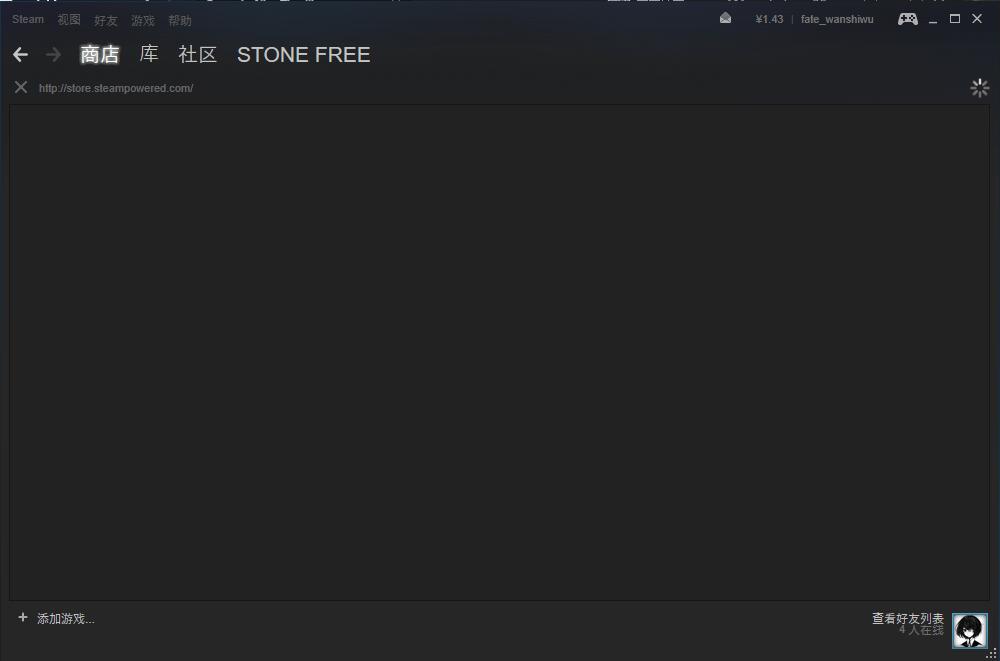 Steam 视图 好友 游戏 帮助 ¥1.43 | fate_wanshiwu
商店 库 社区 STONE FREE
http://store.steampowered.com/
+ 添加游戏... 查看好友列表
4 人在线